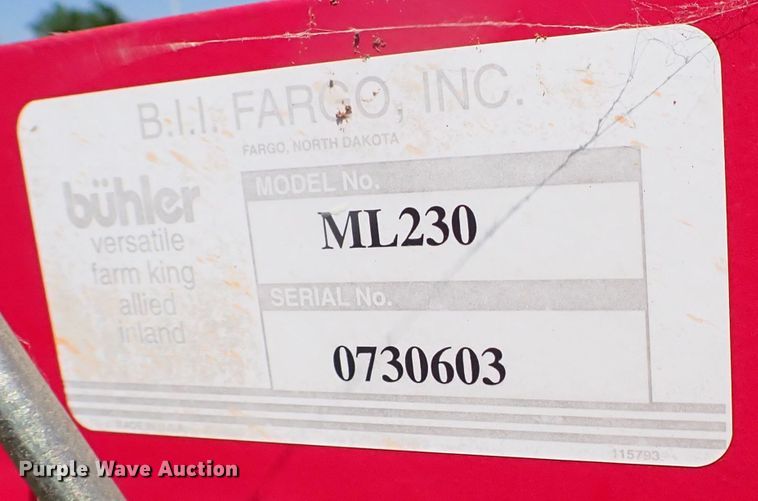 B.I.I. FARGO, INC.
FARGO, NORTH DAKOTA
bühler
versatile
farm king
allied
inland
MODEL No.
ML230
SERIAL No.
0730603
115793
Purple Wave Auction